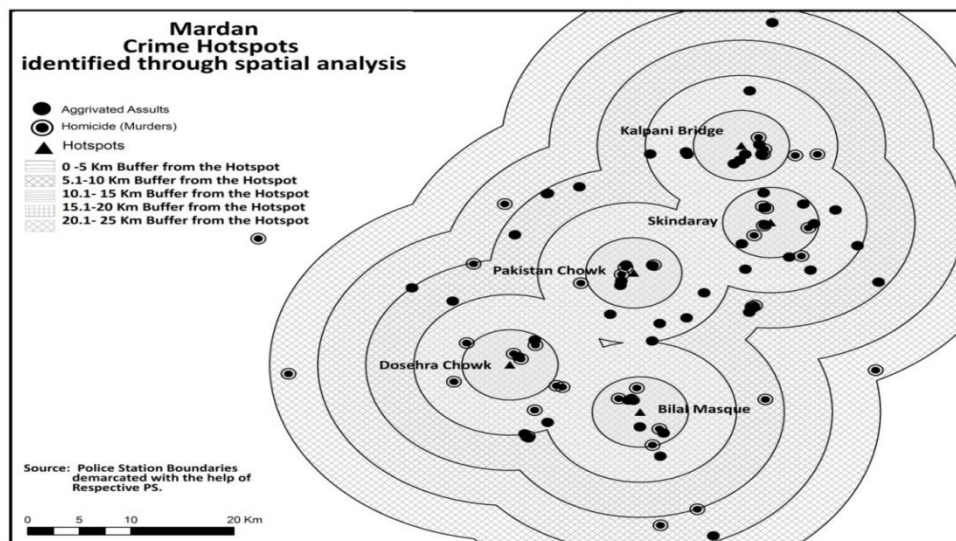 Mardan
Crime Hotspots
identified through spatial analysis
Aggrivated Assults
Homicide (Murders)
Hotspots
0 -5 Km Buffer from the Hotspot
5.1-10 Km Buffer from the Hotspot
10.1- 15 Km Buffer from the Hotspot
15.1-20 Km Buffer from the Hotspot
20.1- 25 Km Buffer from the Hotspot
Kalpani Bridge
Skindaray
Pakistan Chowk
Dosehra Chowk
Bilal Masque
Source: Police Station Boundaries
demarcated with the help of
Respective PS.
0 5 10 20 Km